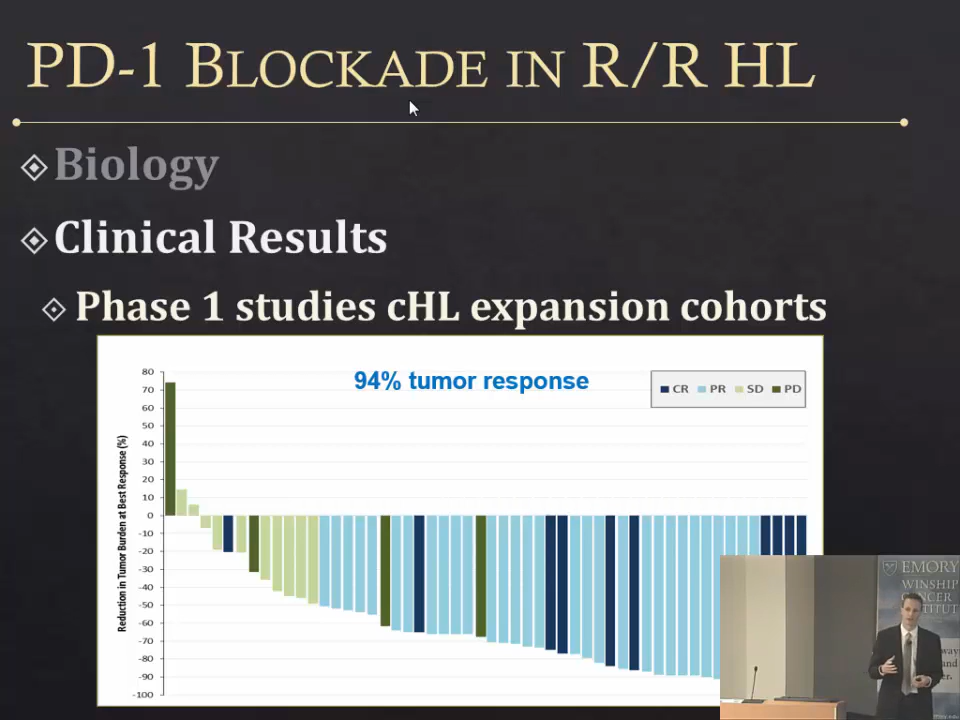 PD-1 BLOCKADE IN R/R HL
Biology
Clinical Results
Phase 1 studies cHL expansion cohorts
94% tumor response
CR PR SD PD
Reduction in Tumor Burden at Best Response (%)
80
70
60
50
40
30
20
10
0
-10
-20
-30
-40
-50
-60
-70
-80
-90
-100
EMORY
WINSHIP
CANCER
INSTITUT
and